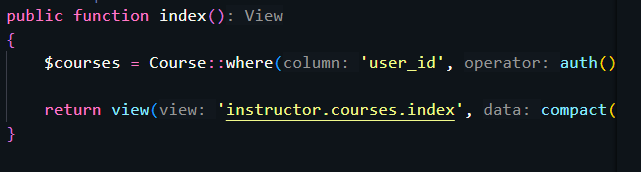 public function index(): View
{
$courses = Course::where(column: 'user_id', operator: auth()
return view(view: 'instructor.courses.index', data: compact(
}